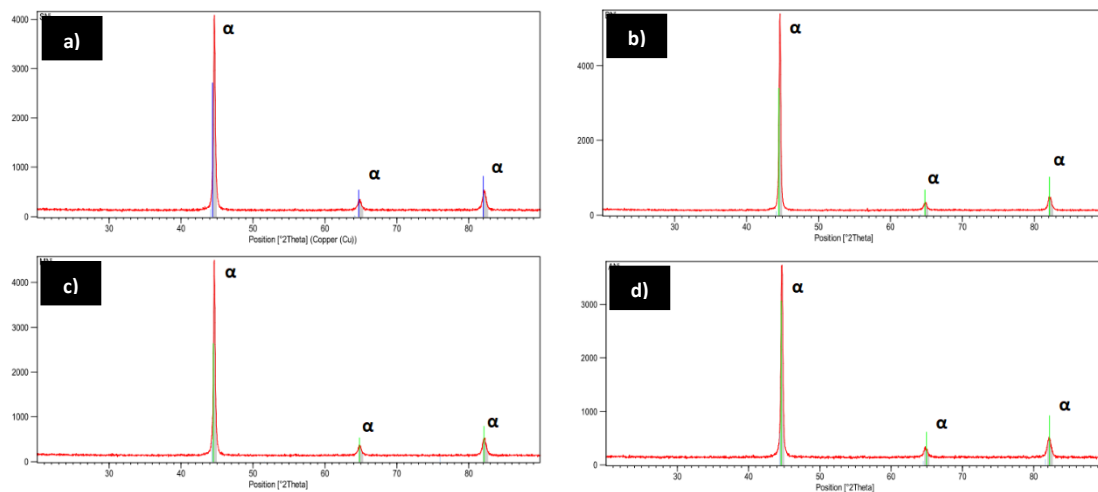 a)
α
α
α
4000
3000
2000
1000
0
20 30 40 50 60 70 80
Position [°2Theta] (Copper (Cu))
b)
α
α
α
4000
2000
0
30 40 50 60 70 80
Position [°2Theta]
c)
α
α
α
4000
3000
2000
1000
0
20 30 40 50 60 70 80
Position [°2Theta]
d)
α
α
α
3000
2000
1000
0
30 40 50 60 70 80
Position [°2Theta]